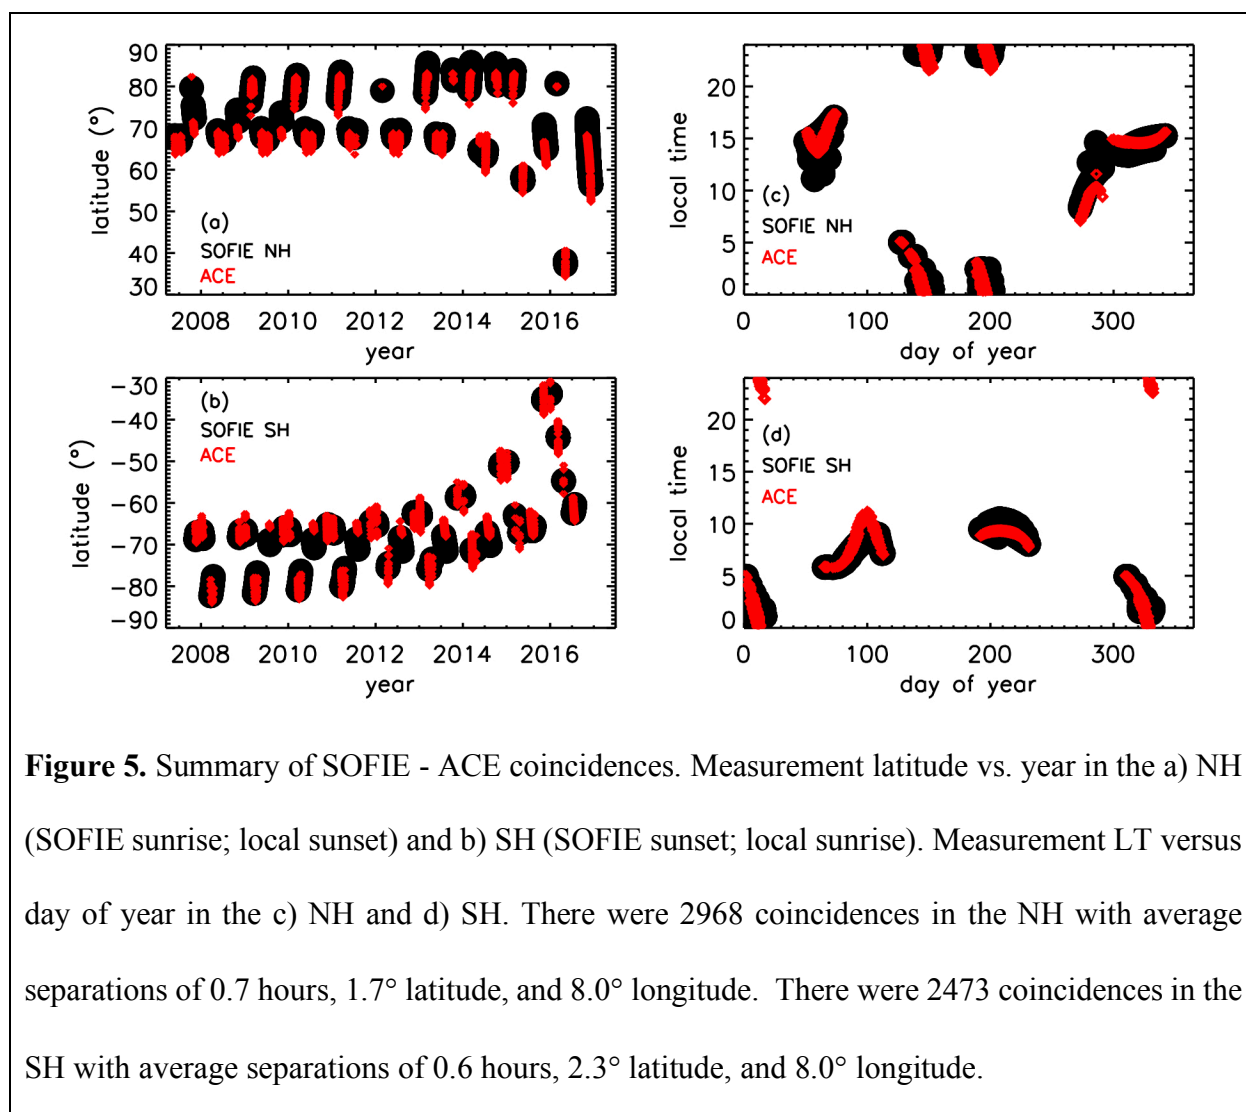 90
80
70
60
50
40
30
latitude (°)
(a)
SOFIE NH
ACE
2008 2010 2012 2014 2016
year
20
15
10
5
0
local time
(c)
SOFIE NH
ACE
0 100 200 300
day of year
−30
−40
−50
−60
−70
−80
−90
latitude (°)
(b)
SOFIE SH
ACE
2008 2010 2012 2014 2016
year
20
15
10
5
0
local time
(d)
SOFIE SH
ACE
0 100 200 300
day of year
Figure 5. Summary of SOFIE - ACE coincidences. Measurement latitude vs. year in the a) NH
(SOFIE sunrise; local sunset) and b) SH (SOFIE sunset; local sunrise). Measurement LT versus
day of year in the c) NH and d) SH. There were 2968 coincidences in the NH with average
separations of 0.7 hours, 1.7° latitude, and 8.0° longitude. There were 2473 coincidences in the
SH with average separations of 0.6 hours, 2.3° latitude, and 8.0° longitude.